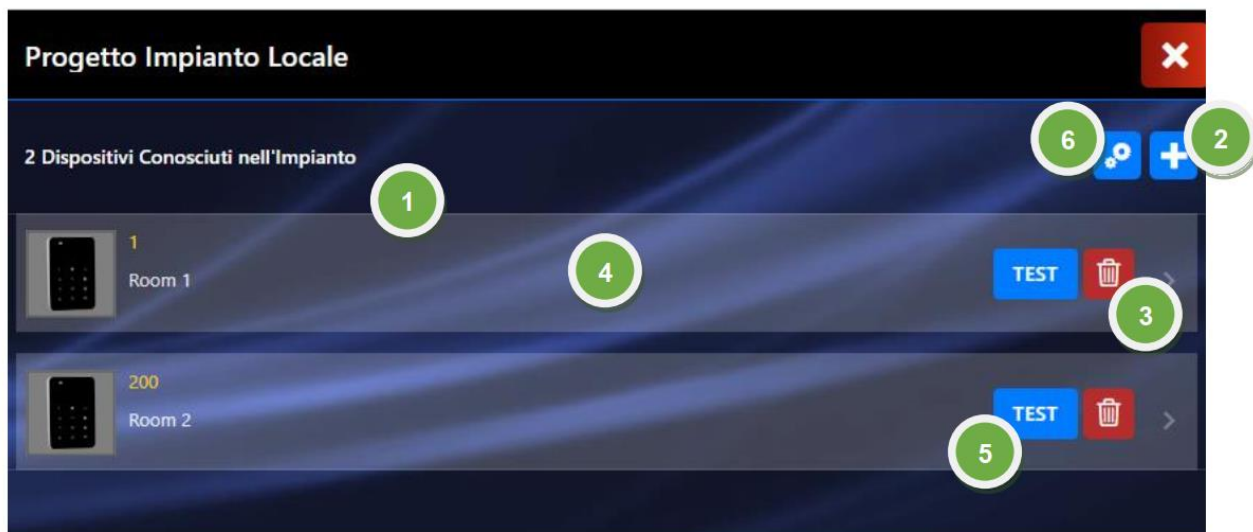 Progetto Impianto Locale
6
2
2 Dispositivi Conosciuti nell'Impianto
1
1
4
Room 1
TEST
3
200
Room 2
TEST
5